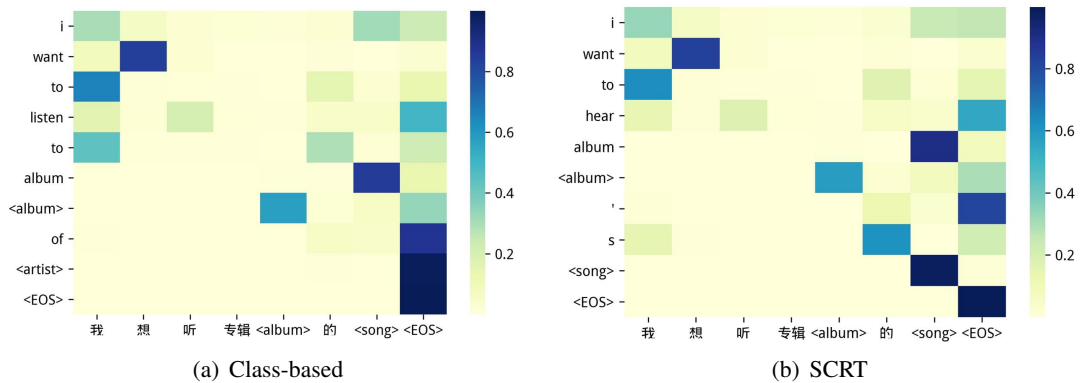 i
want
to
listen
to
album
<album>
of
<artist>
<EOS>
我 想 听 专辑 <album> 的 <song> <EOS>
0.8
0.6
0.4
0.2
(a) Class-based
i
want
to
hear
album
<album>
'
s
<song>
<EOS>
我 想 听 专辑 <album> 的 <song> <EOS>
0.8
0.6
0.4
0.2
(b) SCRT